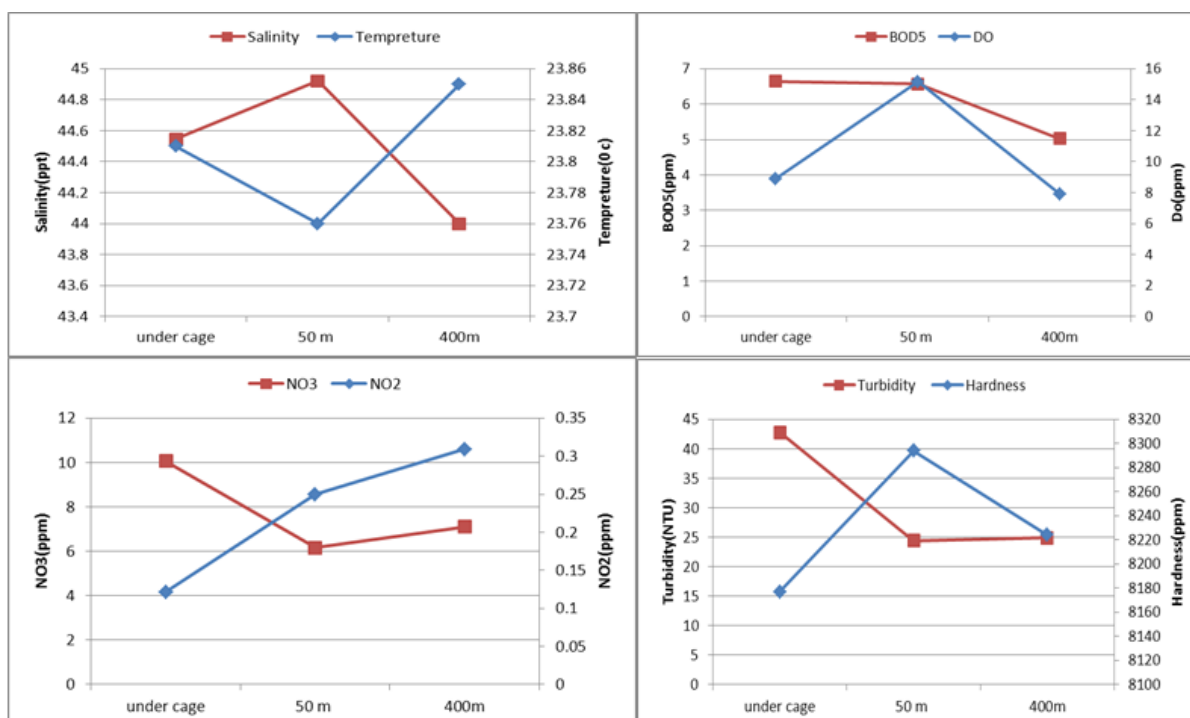 Salinity Tempreture
45 23.86
44.8 23.84
44.6 23.82
44.4 23.8
44.2 23.78
44 23.76
43.8 23.74
43.6 23.72
43.4 23.7
Salinity(ppt)
Tempreture(0 c)
under cage 50 m 400m
BOD5 DO
7 16
6 14
5 12
4 10
3 8
2 6
1 4
0 2
0
BOD5(ppm)
Do(ppm)
under cage 50 m 400m
NO3 NO2
12 0.35
10 0.3
8 0.25
6 0.2
4 0.15
2 0.1
0 0.05
0
NO3(ppm)
NO2(ppm)
under cage 50 m 400m
Turbidity Hardness
45 8320
40 8300
35 8280
30 8260
25 8240
20 8220
15 8200
10 8180
5 8160
0 8140
8120
8100
Turbidity(NTU)
Hardness(ppm)
under cage 50 m 400m